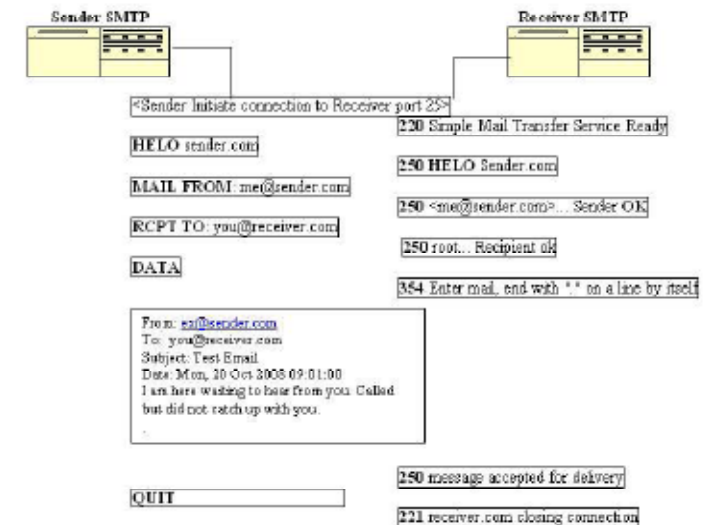 Sender SMTP
Receiver SMTP
<Sender Initiate connection to Receiver port 25>
220 Simple Mail Transfer Service Ready
HELO sender.com
250 HELO Sender.com
MAIL FROM: me@sender.com
250 <me@sender.com>... Sender OK
RCPT TO: you@receiver.com
250 root... Recipient ok
DATA
354 Enter mail, end with "." on a line by itself
From: @sender.com
To: you@receiver.com
Subject: Test Email
Date: Mon, 20 Oct 2008 09:01:00
I am here waiting to hear from you. Called
but did not catch up with you.
.
250 message accepted for delivery
QUIT
221 receiver.com closing connection